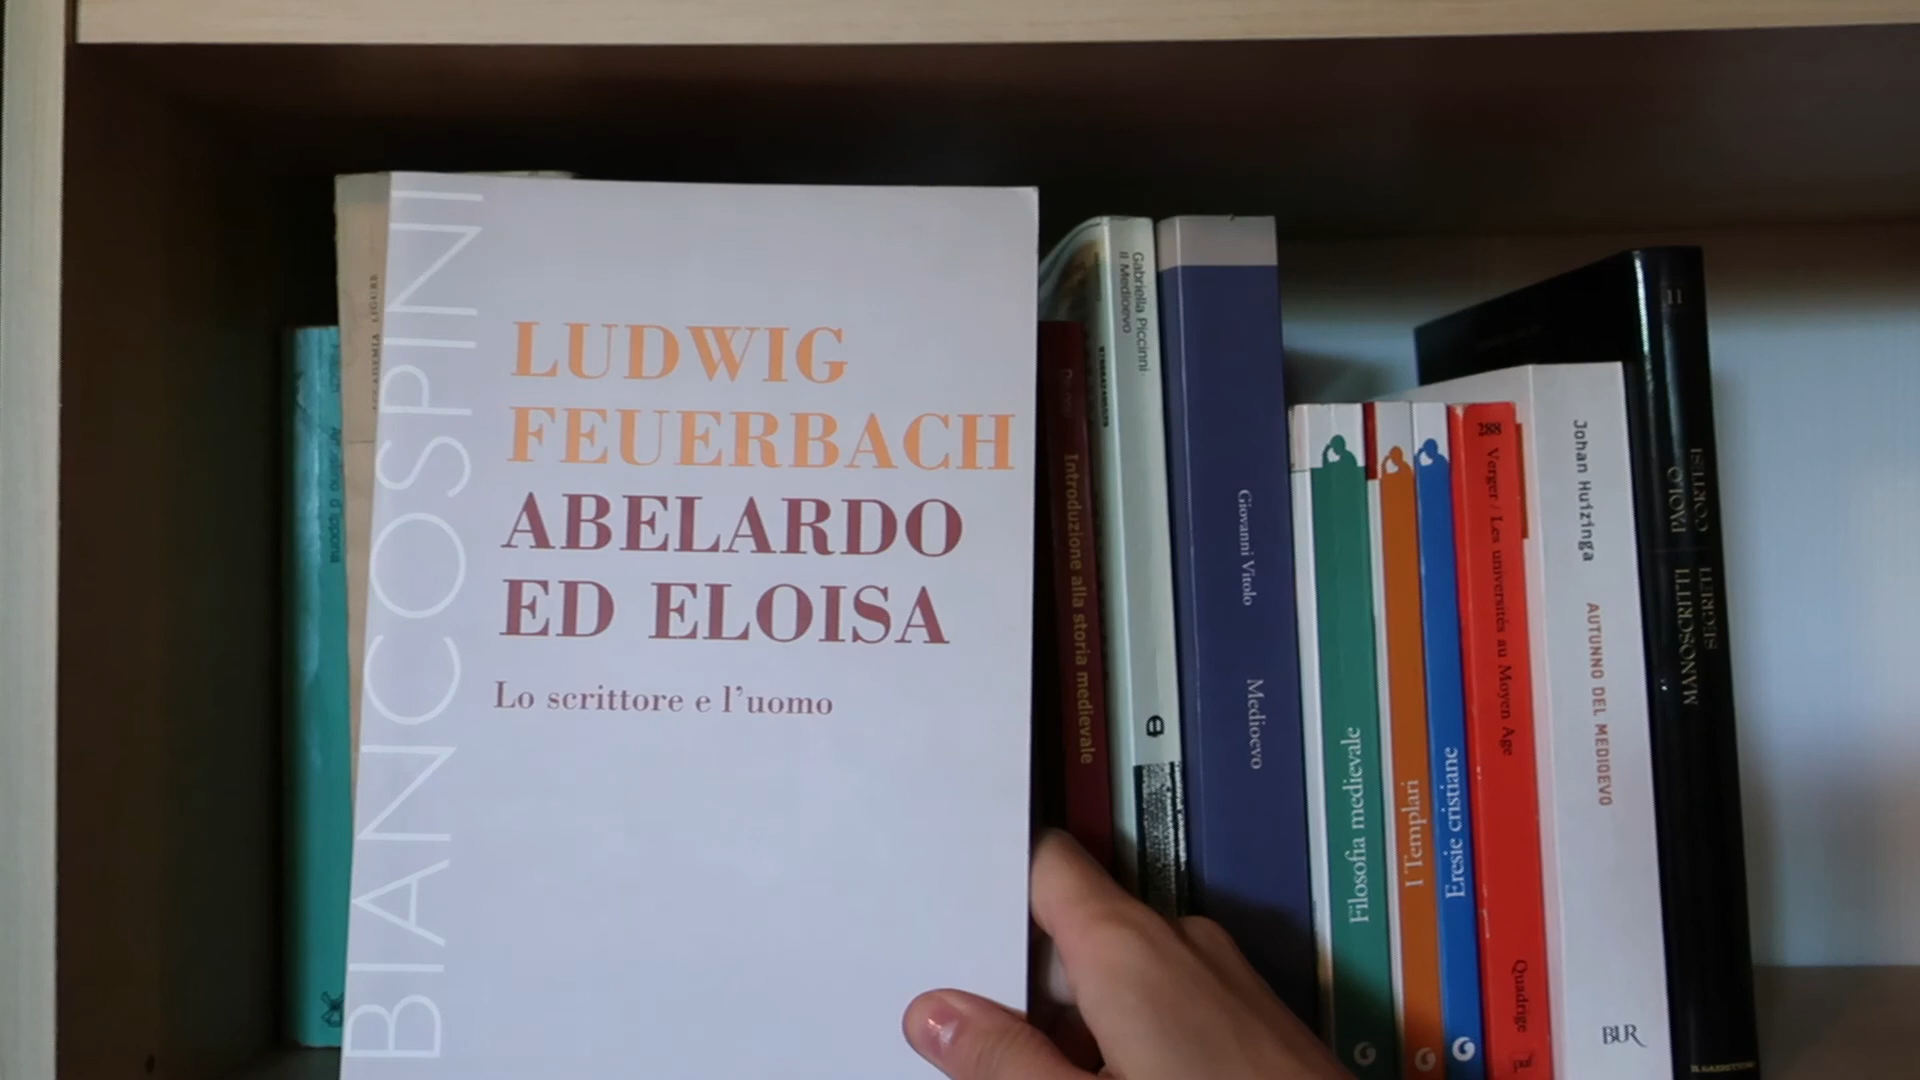 BIANCOSPINI
LUDWIG
FEUERBACH
ABELARDO
ED ELOISA
Lo scrittore e l'uomo
LIGURE
Introduzione alla storia medievale
Gabriella Piccinni
Il Medioevo
Giovanni Vitolo
Medioevo
Filosofia medievale
I Templari
Eresie cristiane
288
Verger / Les universités au Moyen Age
Quadrige
Johan Huizinga
AUTUNNO DEL MEDIOEVO
BUR
11
PAOLO
CORTESI
MANOSCRITTI
SEGRETI